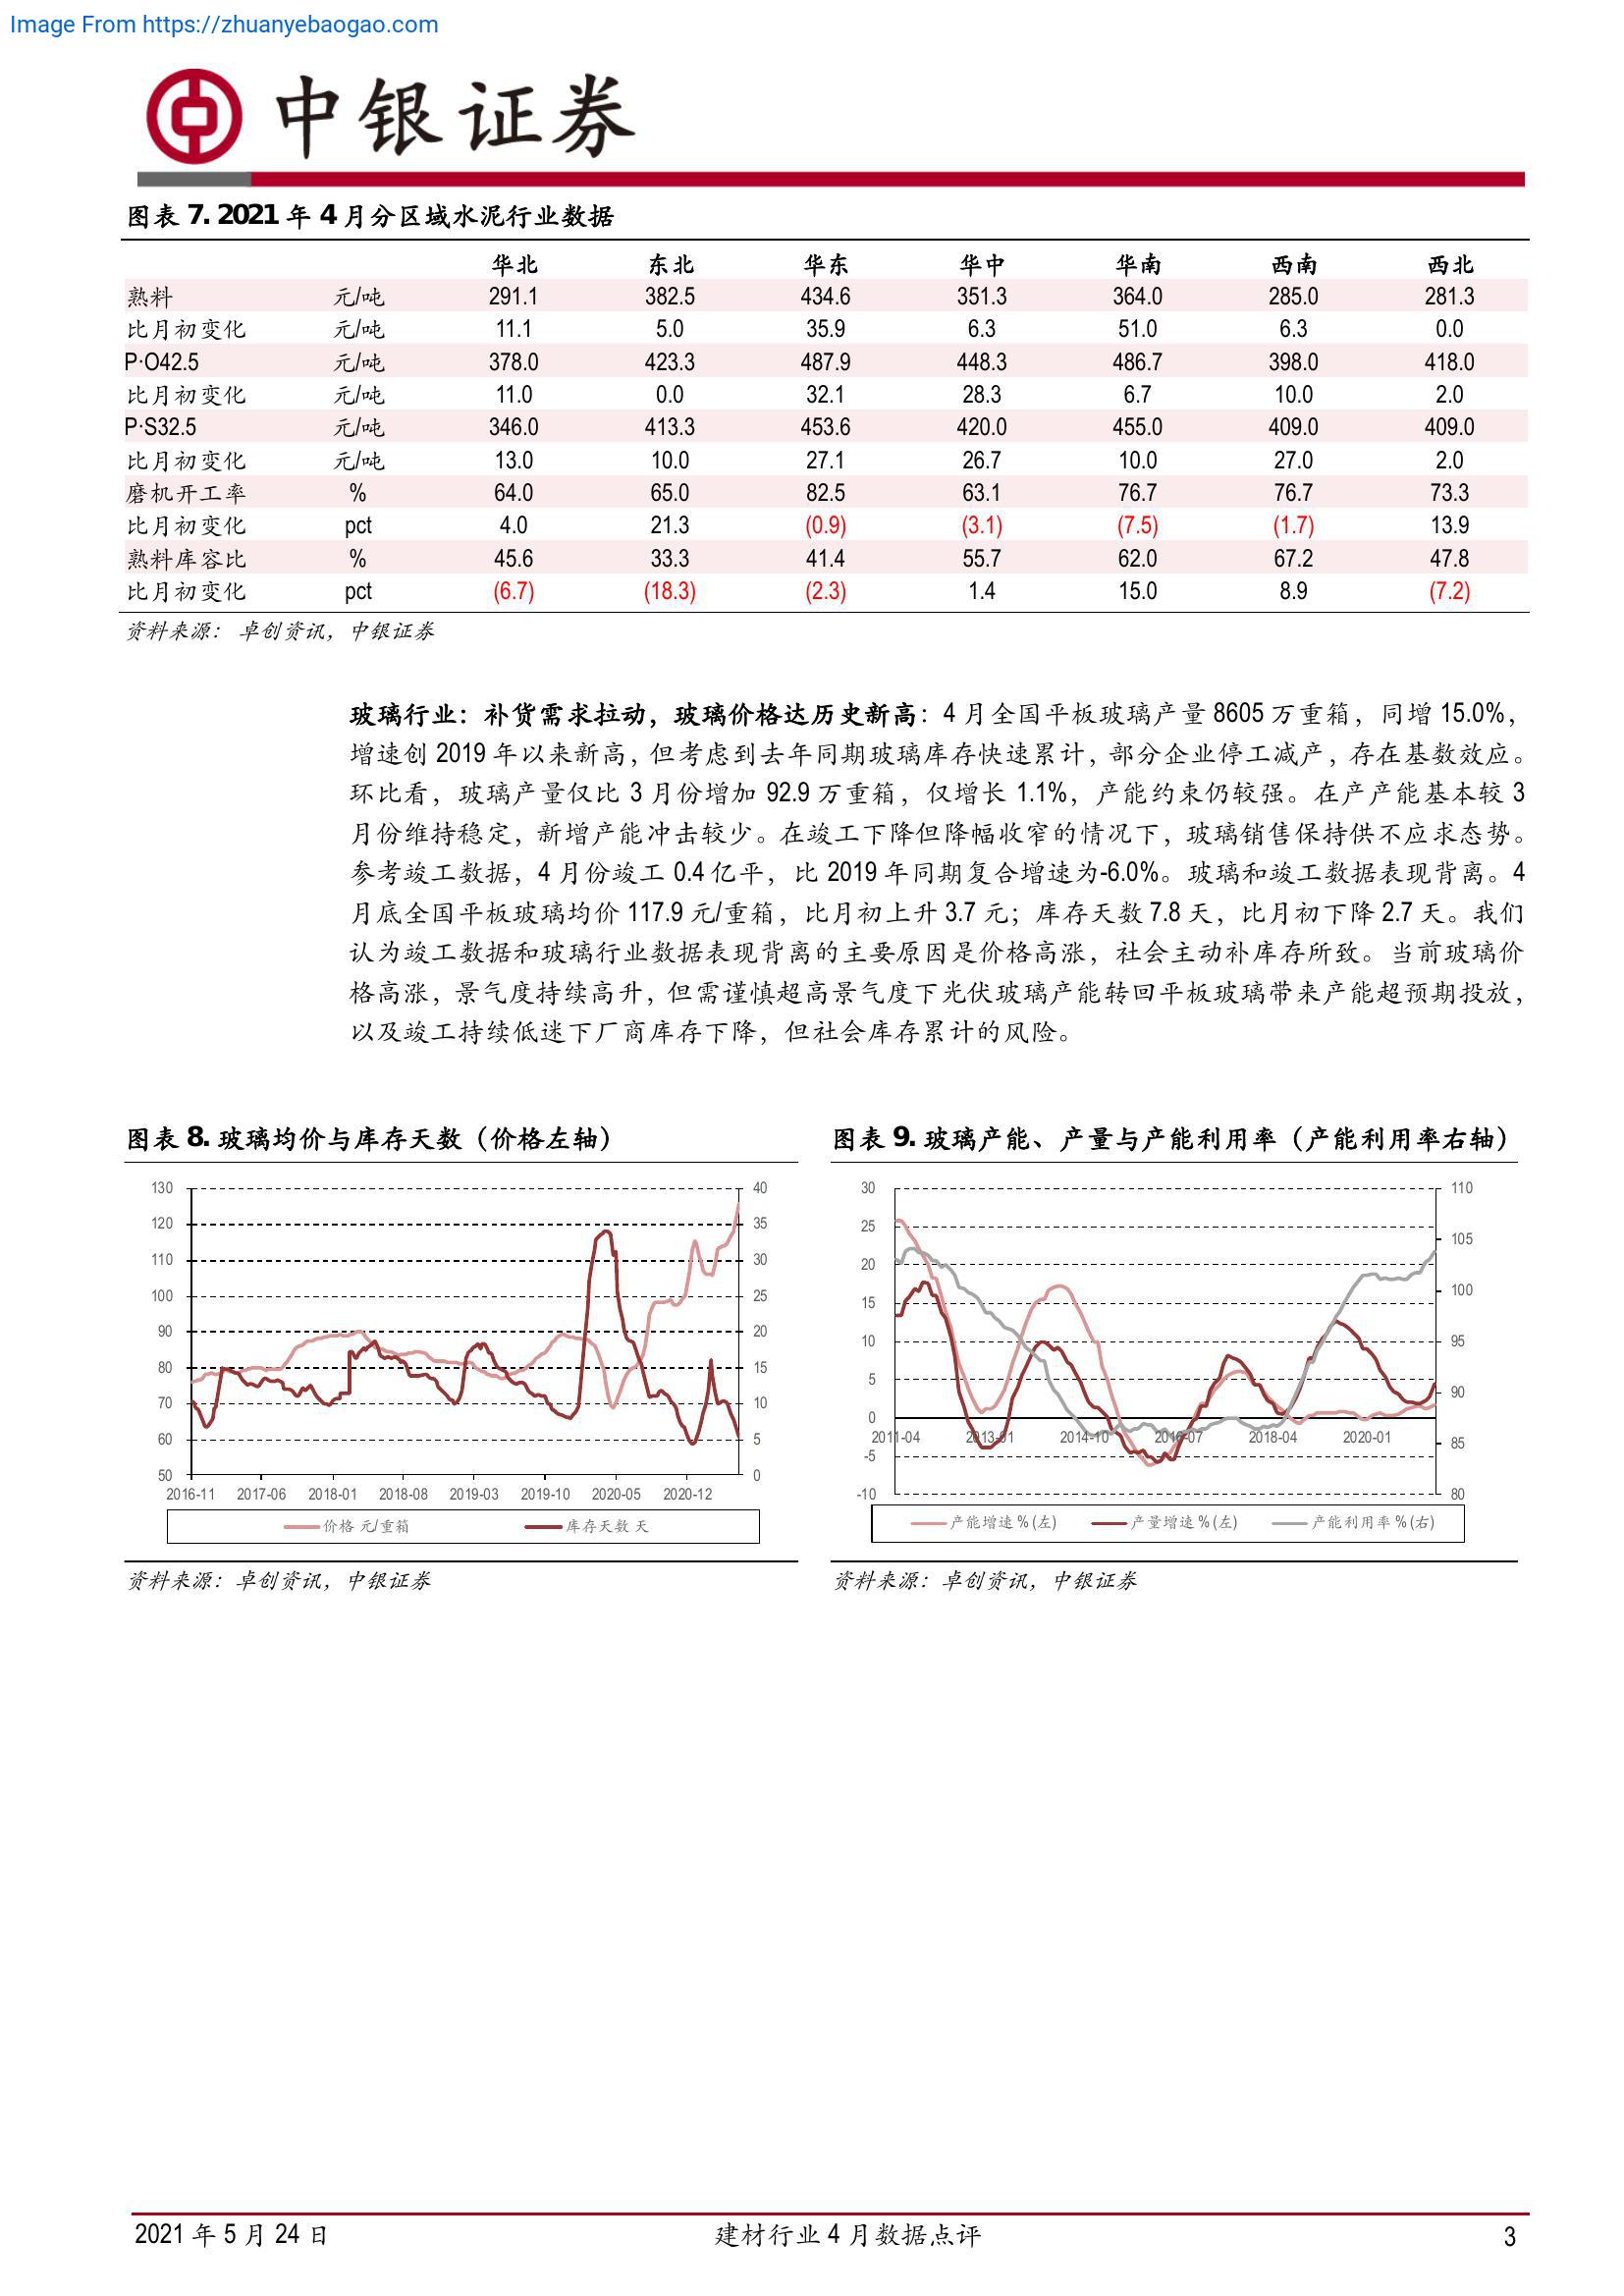 Image From https://zhuanyebaogao.com
中银证券
图表 7. 2021 年 4 月分区域水泥行业数据
华北 东北 华东 华中 华南 西南 西北
熟料 元/吨 291.1 382.5 434.6 351.3 364.0 285.0 281.3
比月初变化 元/吨 11.1 5.0 35.9 6.3 51.0 6.3 0.0
P·O42.5 元/吨 378.0 423.3 487.9 448.3 486.7 398.0 418.0
比月初变化 元/吨 11.0 0.0 32.1 28.3 6.7 10.0 2.0
P·S32.5 元/吨 346.0 413.3 453.6 420.0 455.0 409.0 409.0
比月初变化 元/吨 13.0 10.0 27.1 26.7 10.0 27.0 2.0
磨机开工率 % 64.0 65.0 82.5 63.1 76.7 76.7 73.3
比月初变化 pct 4.0 21.3 (0.9) (3.1) (7.5) (1.7) 13.9
熟料库容比 % 45.6 33.3 41.4 55.7 62.0 67.2 47.8
比月初变化 pct (6.7) (18.3) (2.3) 1.4 15.0 8.9 (7.2)
资料来源： 卓创资讯，中银证券
玻璃行业：补货需求拉动，玻璃价格达历史新高：4 月全国平板玻璃产量 8605 万重箱，同增 15.0%，
增速创 2019 年以来新高，但考虑到去年同期玻璃库存快速累计，部分企业停工减产，存在基数效应。
环比看，玻璃产量仅比 3 月份增加 92.9 万重箱，仅增长 1.1%，产能约束仍较强。在产产能基本较 3
月份维持稳定，新增产能冲击较少。在竣工下降但降幅收窄的情况下，玻璃销售保持供不应求态势。
参考竣工数据，4 月份竣工 0.4 亿平，比 2019 年同期复合增速为-6.0%。玻璃和竣工数据表现背离。4
月底全国平板玻璃均价 117.9 元/重箱，比月初上升 3.7 元；库存天数 7.8 天，比月初下降 2.7 天。我们
认为竣工数据和玻璃行业数据表现背离的主要原因是价格高涨，社会主动补库存所致。当前玻璃价
格高涨，景气度持续高升，但需谨慎超高景气度下光伏玻璃产能转回平板玻璃带来产能超预期投放，
以及竣工持续低迷下厂商库存下降，但社会库存累计的风险。
图表 8. 玻璃均价与库存天数（价格左轴）
130 40
120 35
110 30
100 25
90 20
80 15
70 10
60 5
50 0
2016-11 2017-06 2018-01 2018-08 2019-03 2019-10 2020-05 2020-12
价格 元/重箱 库存天数 天
资料来源：卓创资讯，中银证券
图表 9. 玻璃产能、产量与产能利用率（产能利用率右轴）
30 110
25 105
20 100
15 95
10 90
5 85
0 80
-5
-10
2011-04 2013-01 2014-10 2016-07 2018-04 2020-01
产能增速 % (左) 产量增速 % (左) 产能利用率 % (右)
资料来源：卓创资讯，中银证券
2021 年 5 月 24 日 建材行业 4 月数据点评 3